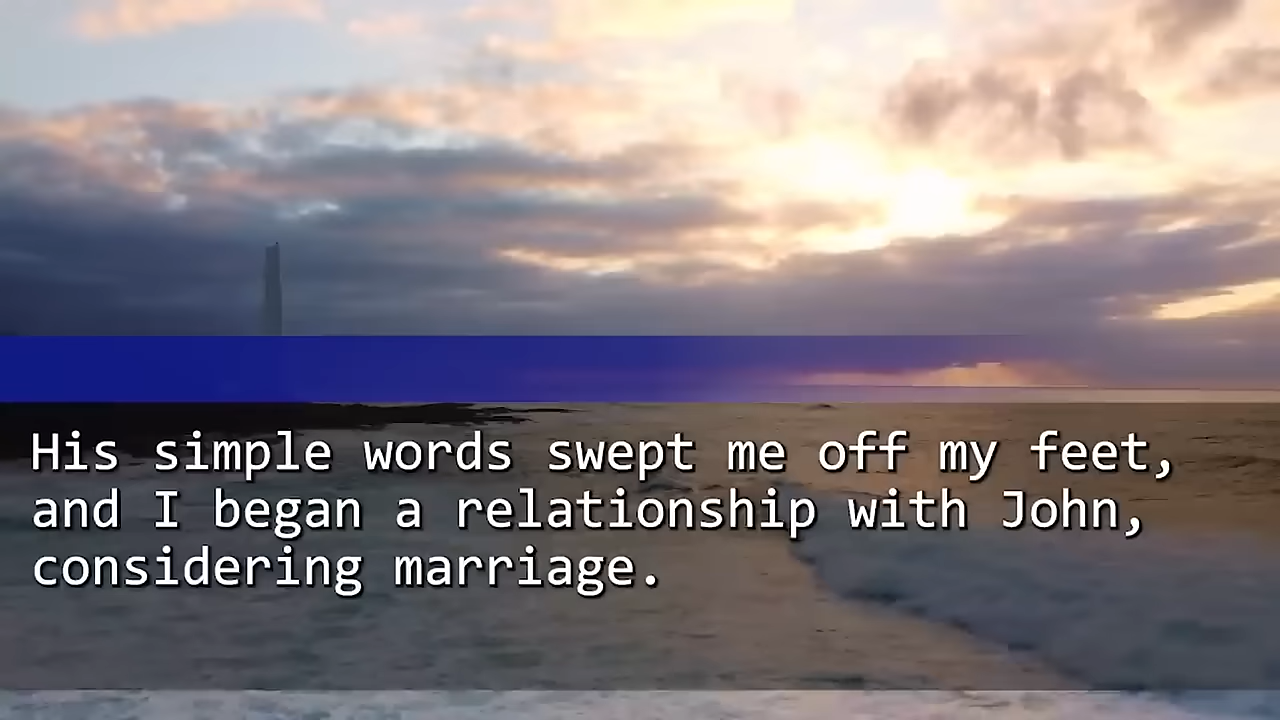 His simple words swept me off my feet,
and I began a relationship with John,
considering marriage.